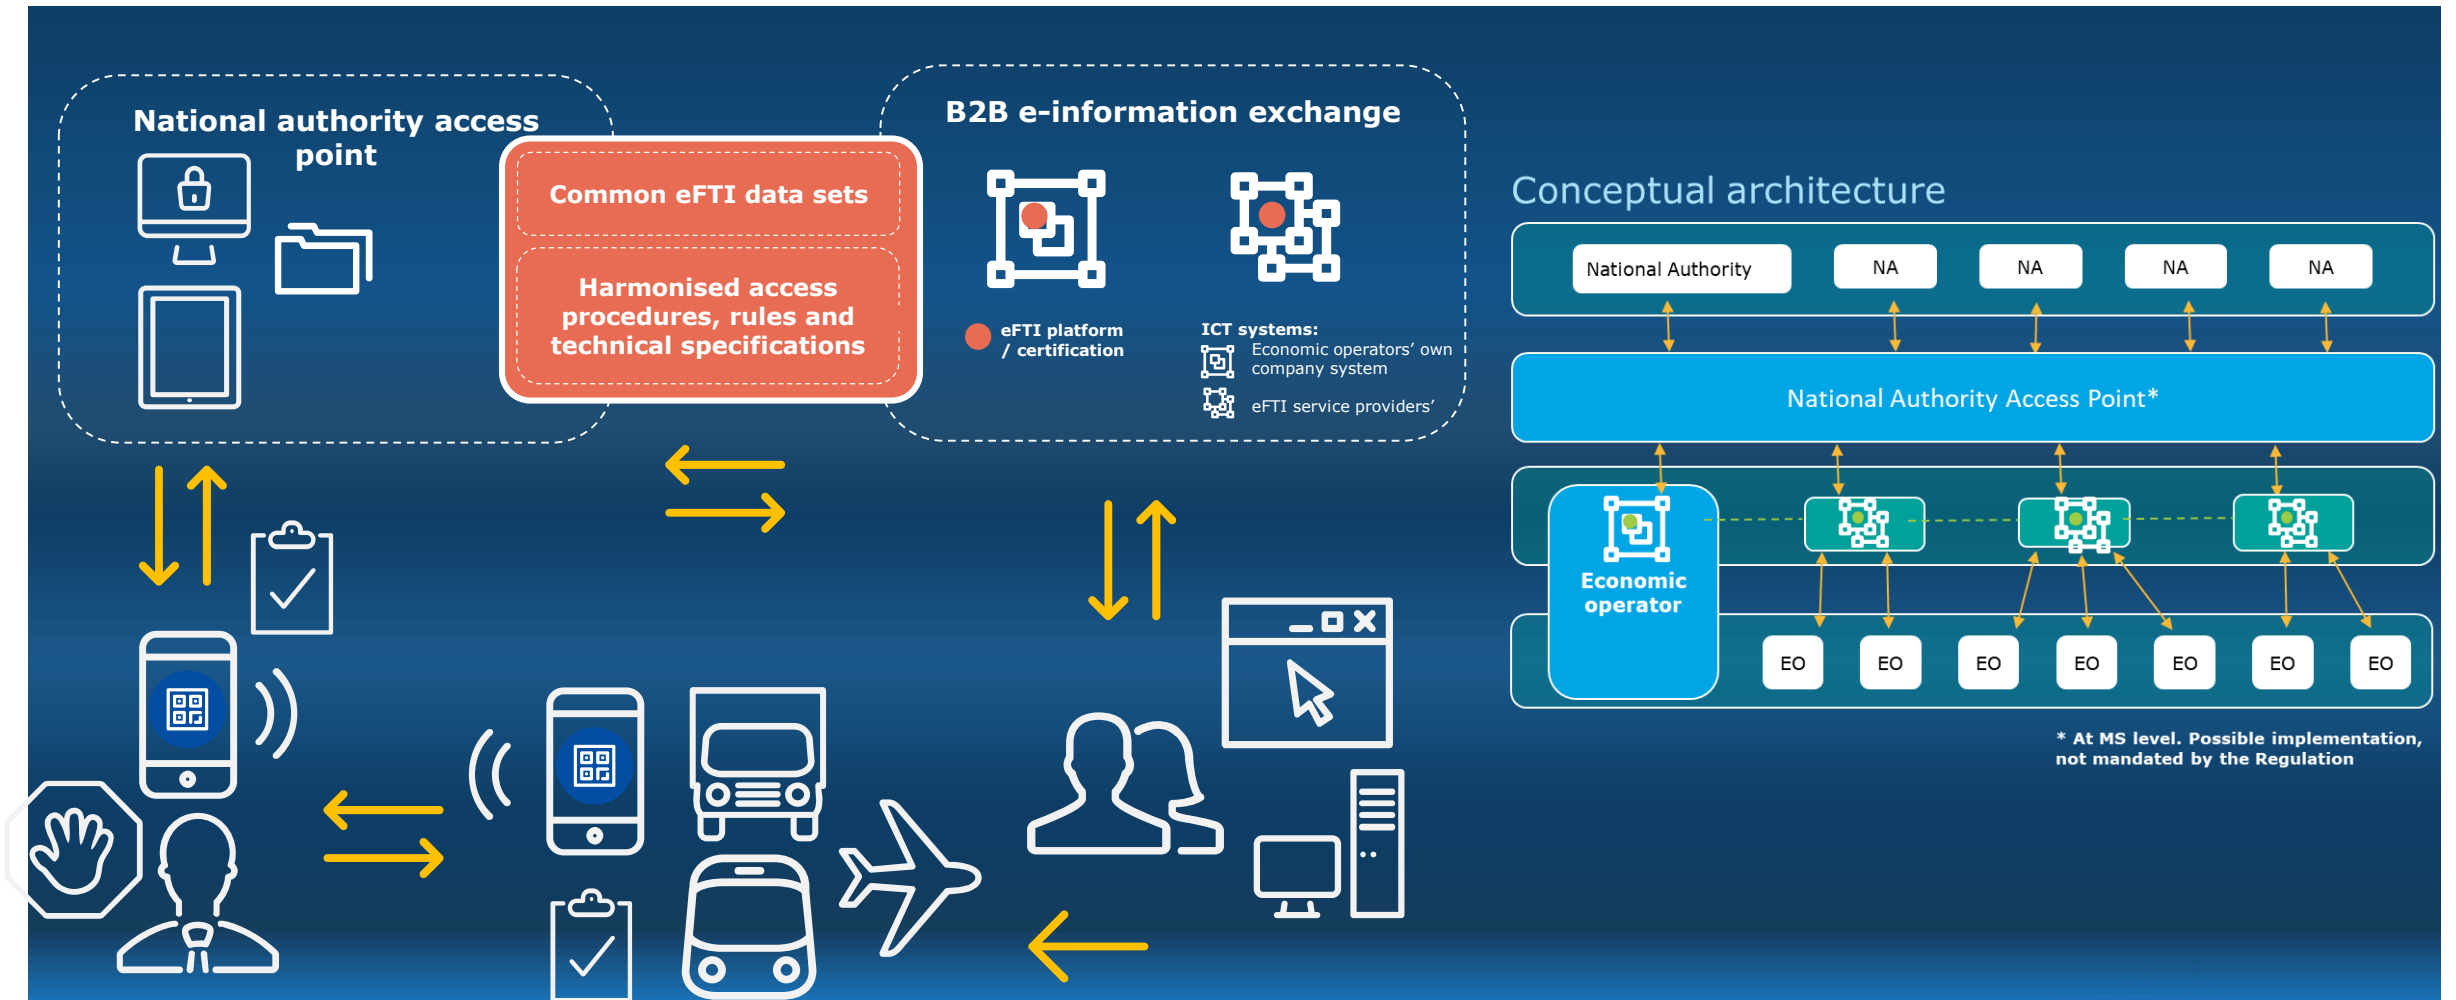 National authority access
point
Common eFTI data sets
Harmonised access
procedures, rules and
technical specifications
B2B e-information exchange
eFTI platform
/ certification
ICT systems:
Economic operators’ own
company system
eFTI service providers’
Conceptual architecture
National Authority
NA
NA
NA
NA
National Authority Access Point*
Economic
operator
EO
EO
EO
EO
EO
EO
EO
* At MS level. Possible implementation,
not mandated by the Regulation